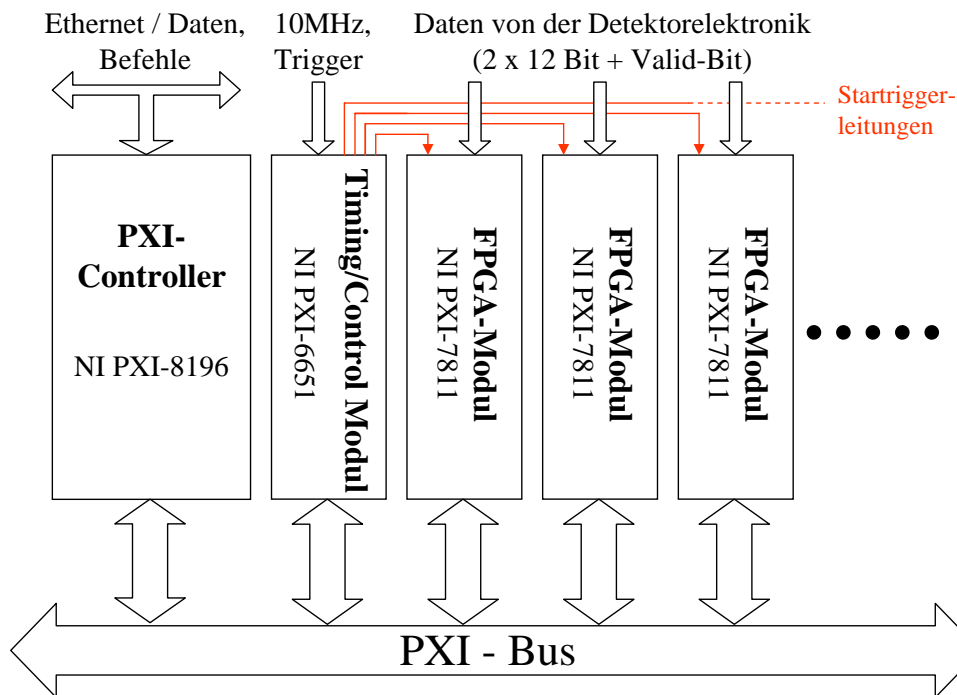 Ethernet / Daten,
Befehle
10MHz,
Trigger
Daten von der Detektorelektronik
(2 x 12 Bit + Valid-Bit)
Startrigger-
leitungen
PXI-
Controller
NI PXI-8196
Timing/Control Modul
NI PXI-6651
FPGA-Modul
NI PXI-7811
FPGA-Modul
NI PXI-7811
FPGA-Modul
NI PXI-7811
PXI - Bus